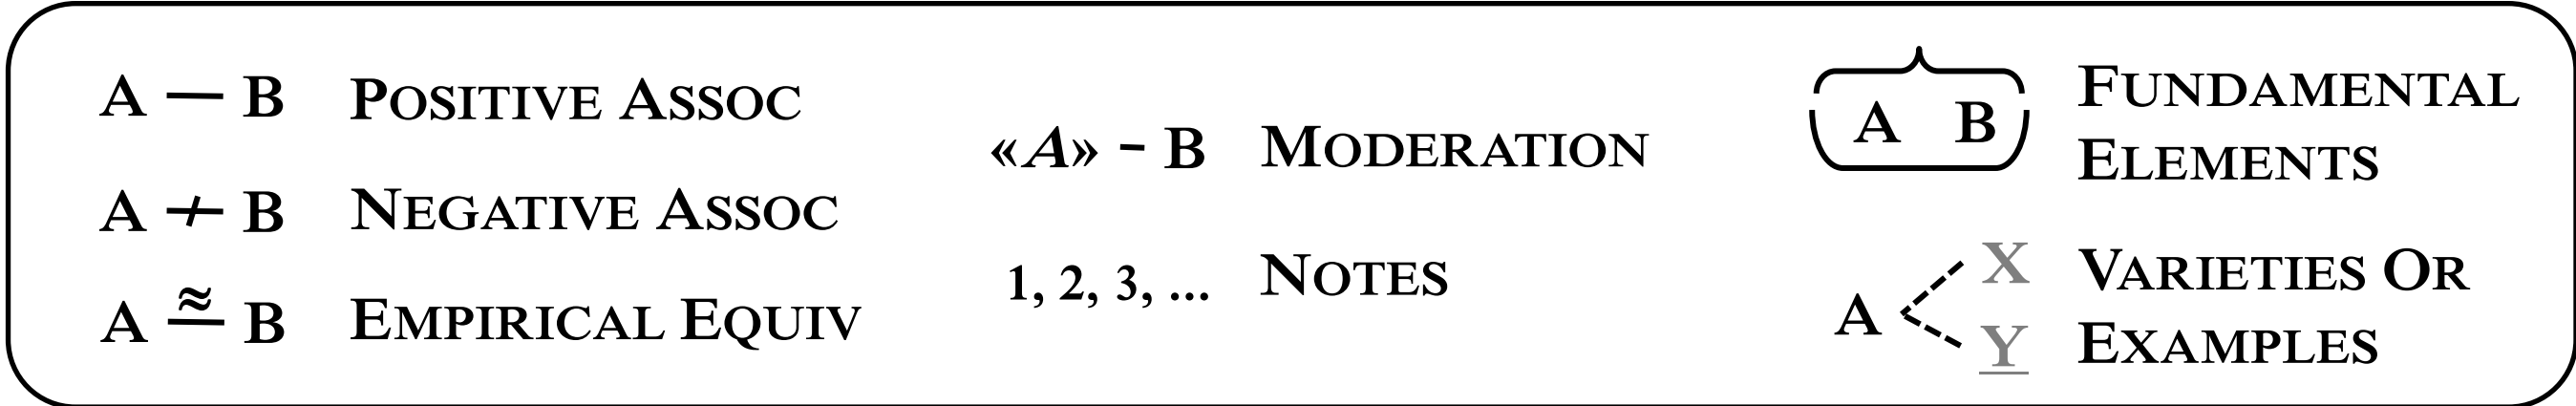 A — B POSITIVE ASSOC
A ⌿ B NEGATIVE ASSOC
A ≈ B EMPIRICAL EQUIV
«A» - B MODERATION
1, 2, 3, ... NOTES
A B FUNDAMENTAL
ELEMENTS
X VARIETIES OR
A
Y EXAMPLES